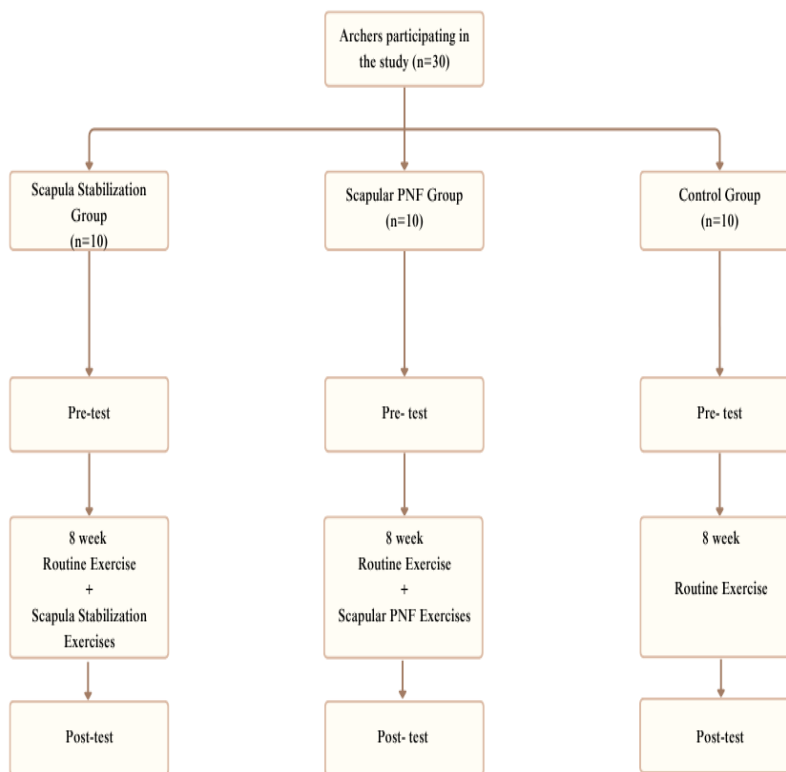 Archers participating in
the study (n=30)
Scapula Stabilization
Group
(n=10)
Scapular PNF Group
(n=10)
Control Group
(n=10)
Pre-test
Pre- test
Pre- test
8 week
Routine Exercise
+
Scapula Stabilization
Exercises
8 week
Routine Exercise
+
Scapular PNF Exercises
8 week
Routine Exercise
Post-test
Post- test
Post-test